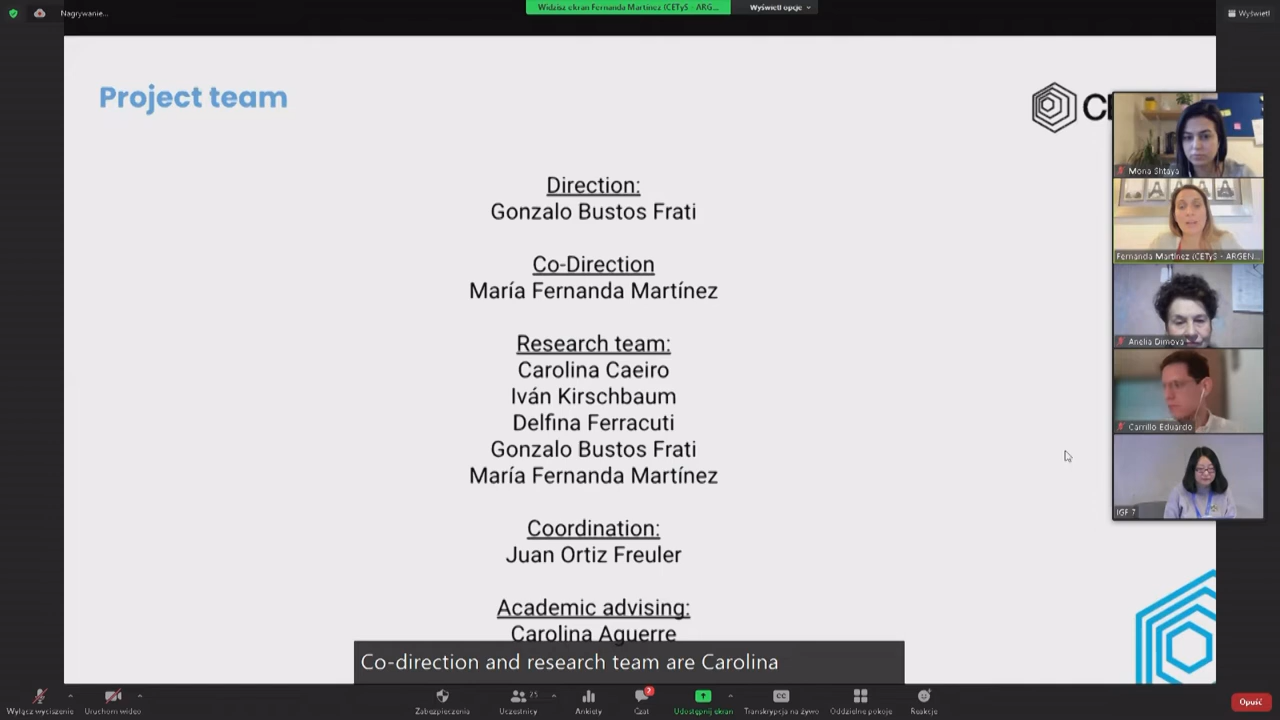 Nagrywanie...
Widzisz ekran Fernanda Martínez (CETyS - ARG...
Wyświetl opcje
Wyświetl
Project team
Direction:
Gonzalo Bustos Frati
Co-Direction
María Fernanda Martínez
Research team:
Carolina Caeiro
Iván Kirschbaum
Delfina Ferracuti
Gonzalo Bustos Frati
María Fernanda Martínez
Coordination:
Juan Ortiz Freuler
Academic advising:
Carolina Aguerre
Co-direction and research team are Carolina
Mona Shtaya
Fernanda Martínez (CETyS - ARGEN...
Anelia Dimova
Carrillo Eduardo
IGF 7
Wyłącz wyciszenie
Uruchom wideo
Zabezpieczenia
Uczestnicy
Ankiety
Czat
Udostępnij ekran
Transkrypcja na żywo
Oddzielne pokoje
Reakcje
Opuść